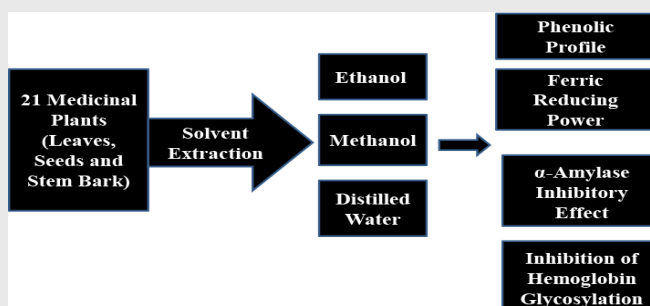 21 Medicinal
Plants
(Leaves,
Seeds and
Stem Bark)
Solvent
Extraction
Ethanol
Methanol
Distilled
Water
Phenolic
Profile
Ferric
Reducing
Power
α-Amylase
Inhibitory
Effect
Inhibition of
Hemoglobin
Glycosylation